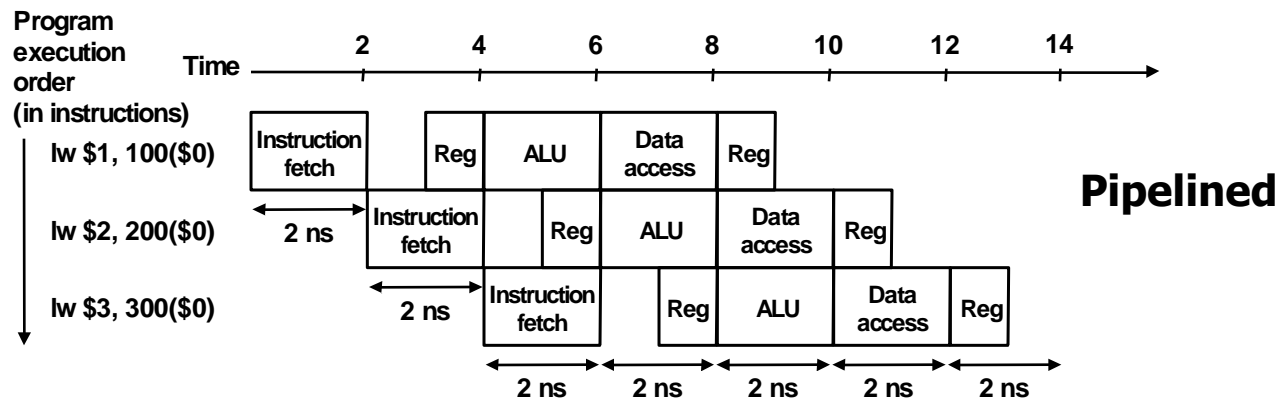 Program
execution
order
(in instructions)
Time
2 4 6 8 10 12 14
lw $1, 100($0)
Instruction
fetch
Reg
ALU
Data
access
Reg
Pipelined
2 ns
lw $2, 200($0)
Instruction
fetch
Reg
ALU
Data
access
Reg
2 ns
lw $3, 300($0)
Instruction
fetch
Reg
ALU
Data
access
Reg
2 ns 2 ns 2 ns 2 ns 2 ns